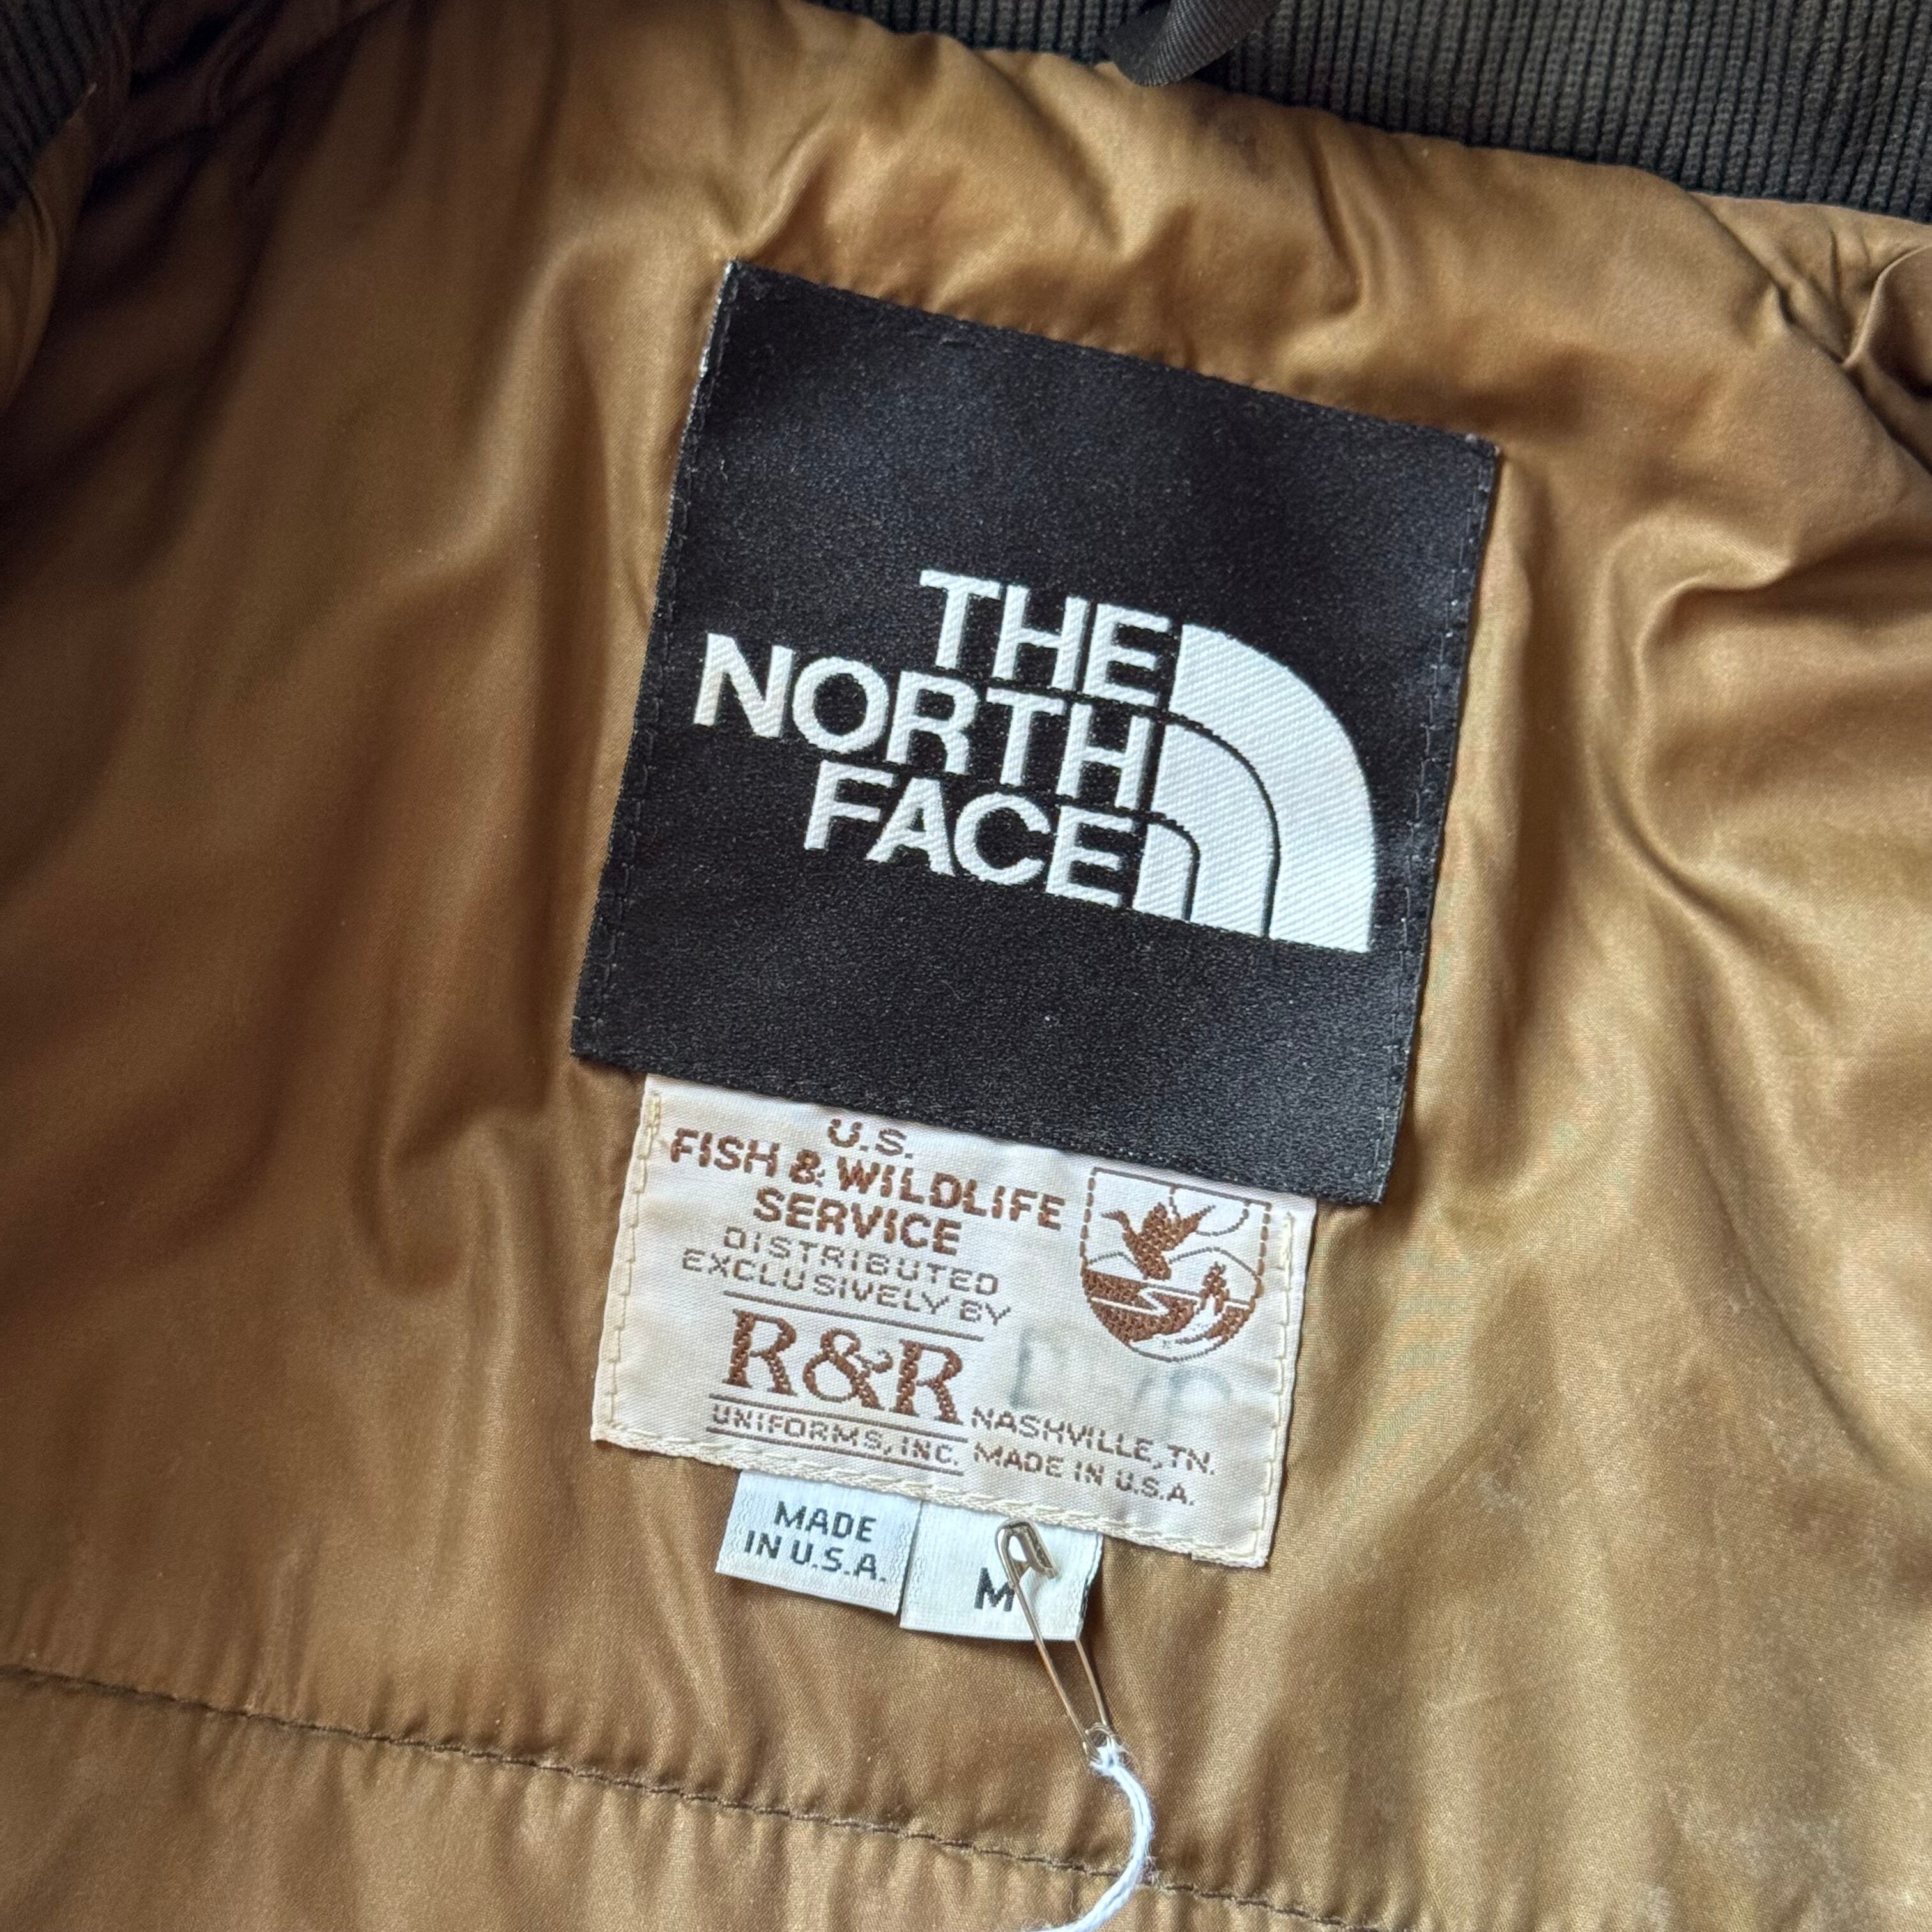 THE
NORTH
FACE
U.S.
FISH & WILDLIFE
SERVICE
DISTRIBUTED
EXCLUSIVELY BY
R&R
UNIFORMS, INC.
NASHVILLE, TN.
MADE IN U.S.A.
MADE
IN U.S.A.
M